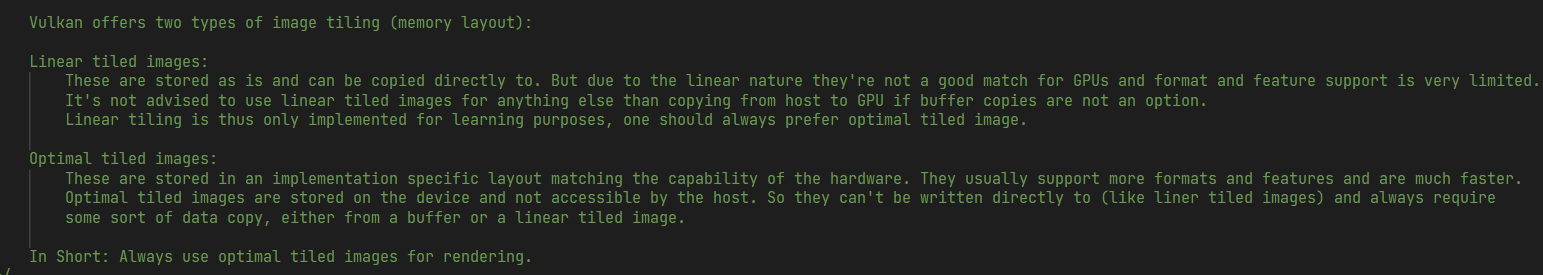 Vulkan offers two types of image tiling (memory layout):
Linear tiled images:
These are stored as is and can be copied directly to. But due to the linear nature they're not a good match for GPUs and format and feature support is very limited.
It's not advised to use linear tiled images for anything else than copying from host to GPU if buffer copies are not an option.
Linear tiling is thus only implemented for learning purposes, one should always prefer optimal tiled image.
Optimal tiled images:
These are stored in an implementation specific layout matching the capability of the hardware. They usually support more formats and features and are much faster.
Optimal tiled images are stored on the device and not accessible by the host. So they can't be written directly to (like liner tiled images) and always require
some sort of data copy, either from a buffer or a linear tiled image.
In Short: Always use optimal tiled images for rendering.